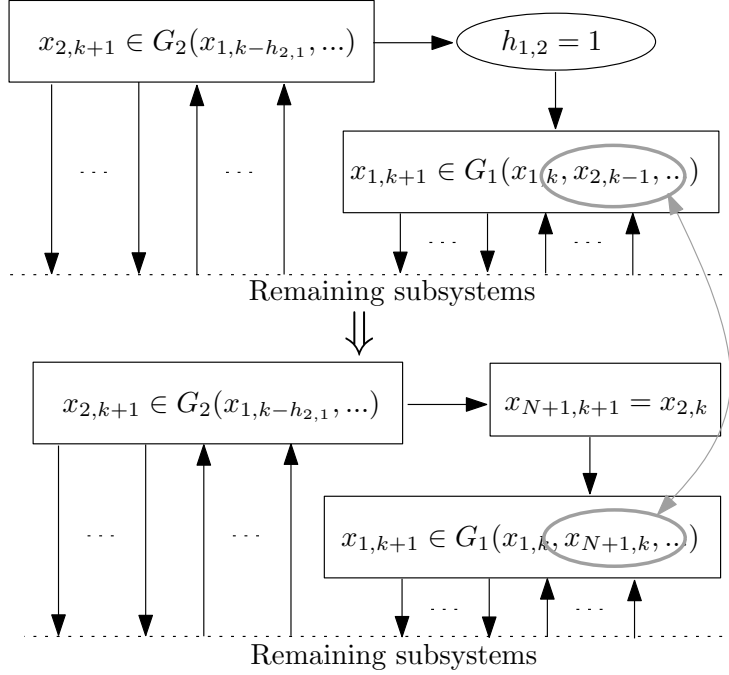 x_{2,k+1} ∈ G_2(x_{1,k−h_{2,1}}, ...)
h_{1,2} = 1
. . .
. . .
x_{1,k+1} ∈ G_1(x_{1,k}, x_{2,k−1}, ...)
. . .
. . .
Remaining subsystems
⇓
x_{2,k+1} ∈ G_2(x_{1,k−h_{2,1}}, ...)
x_{N+1,k+1} = x_{2,k}
. . .
. . .
x_{1,k+1} ∈ G_1(x_{1,k}, x_{N+1,k}, ...)
. . .
. . .
Remaining subsystems